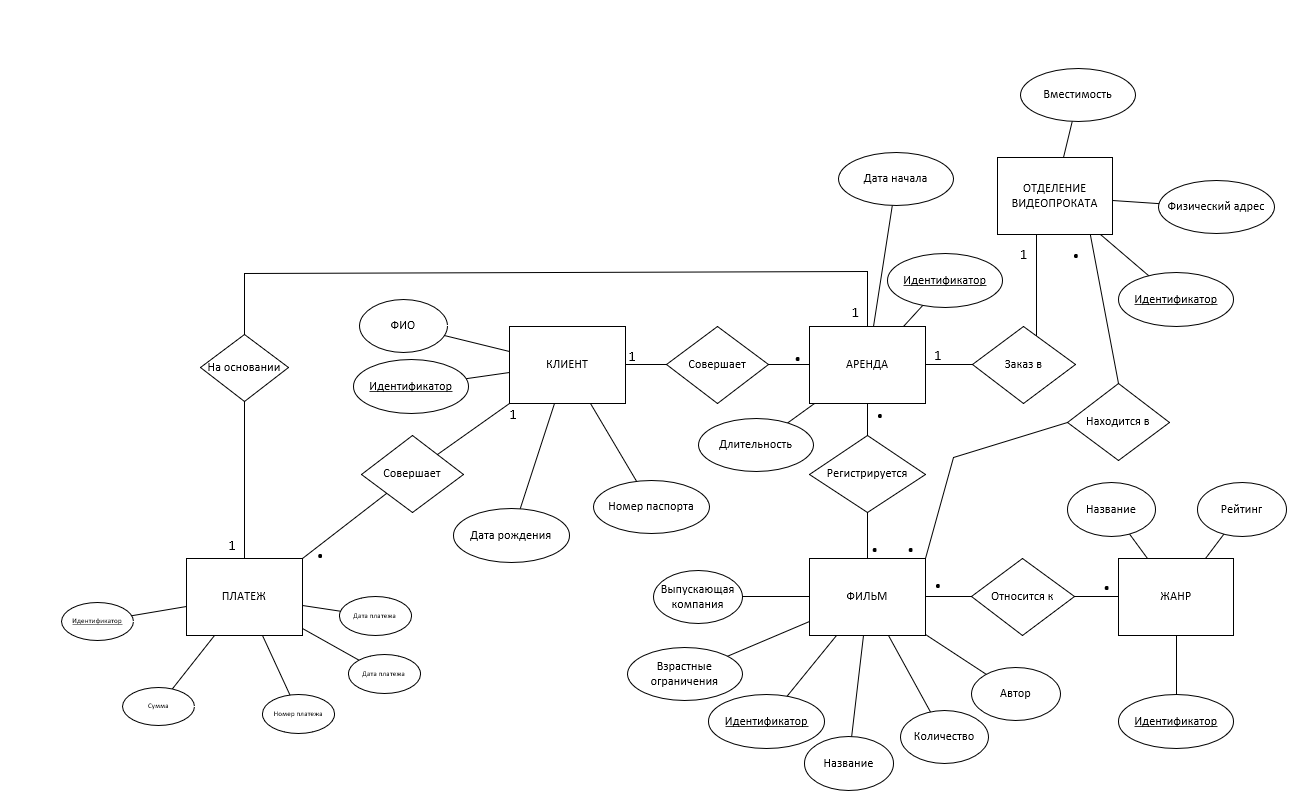 Вместимость
Дата начала
ОТДЕЛЕНИЕ
ВИДЕОПРОКАТА
Физический адрес
1
Идентификатор
Идентификатор
1
ФИО
КЛИЕНТ
1
Совершает
АРЕНДА
1
Заказ в
На основании
Идентификатор
1
Находится в
Длительность
Совершает
Регистрируется
Номер паспорта
Название
Рейтинг
Дата рождения
1
ПЛАТЕЖ
Выпускающая
компания
ФИЛЬМ
Относится к
ЖАНР
Идентификатор
Дата платежа
Дата платежа
Взрастные
ограничения
Автор
Сумма
Номер платежа
Идентификатор
Идентификатор
Количество
Название